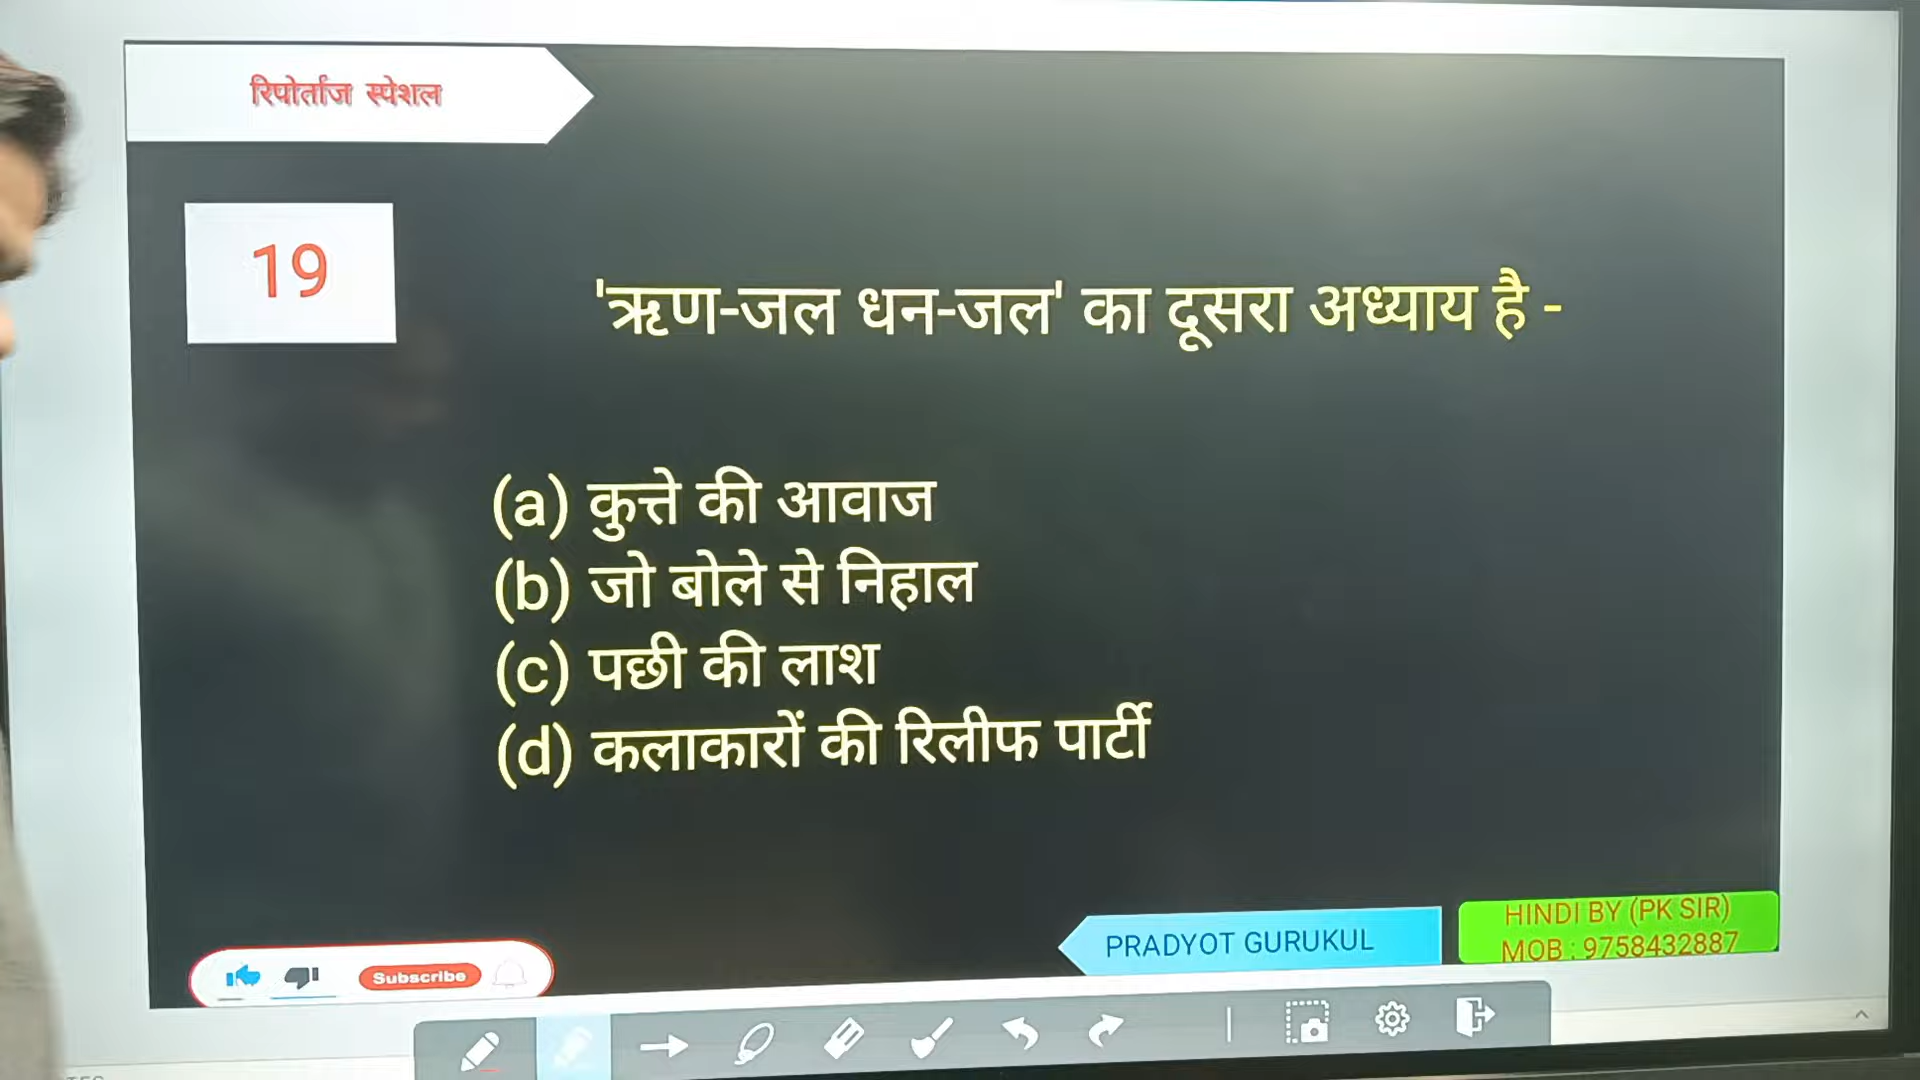 रिपोर्ताज स्पेशल
19
'ऋण-जल धन-जल' का दूसरा अध्याय है -
(a) कुत्ते की आवाज
(b) जो बोले से निहाल
(c) पछी की लाश
(d) कलाकारों की रिलीफ पार्टी
Subscribe
PRADYOT GURUKUL
HINDI BY (PK SIR)
MOB : 9758432887